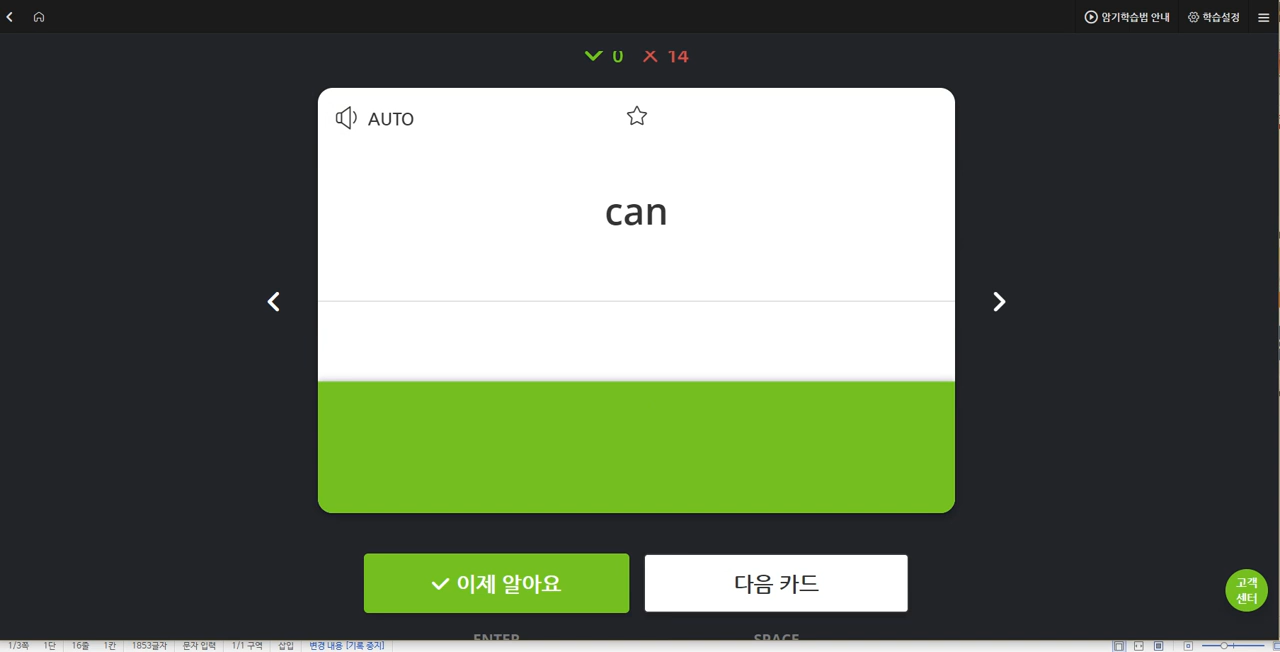 암기학습법 안내 학습설정
0 14
AUTO
can
이제 알아요 다음 카드
고객
센터
ENTER SPACE
1/3쪽 1단 16줄 1칸 1853글자 문자 입력 1/1 구역 삽입 변경 내용 [기록 중지]